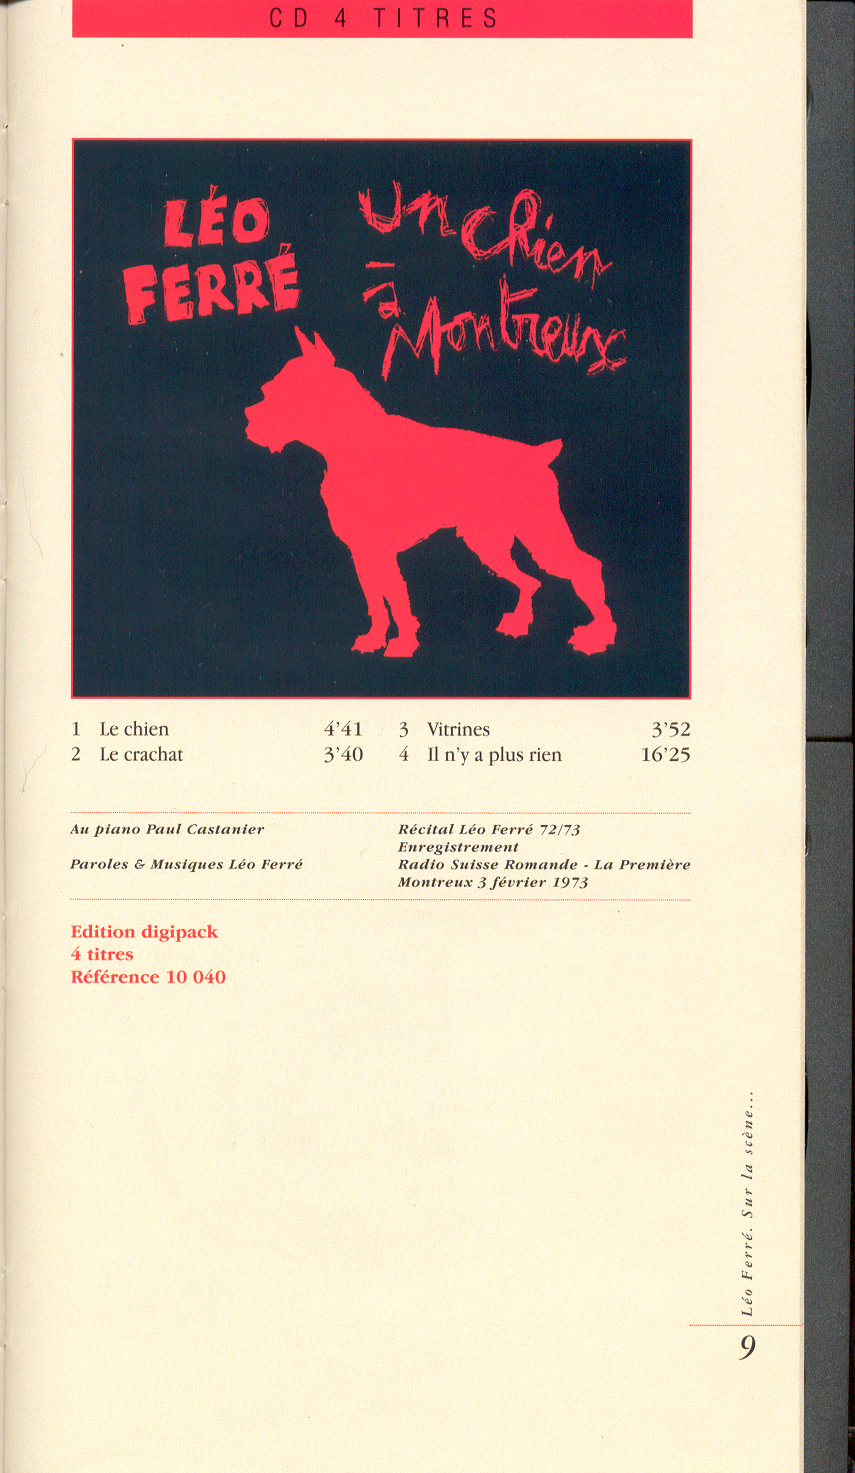 CD 4 TITRES
LÉO
FERRÉ
Un Chien
à
Montreux
1 Le chien 4'41
2 Le crachat 3'40
3 Vitrines 3'52
4 Il n'y a plus rien 16'25
Au piano Paul Castanier
Paroles & Musiques Léo Ferré
Récital Léo Ferré 72/73
Enregistrement
Radio Suisse Romande - La Première
Montreux 3 février 1973
Edition digipack
4 titres
Référence 10 040
Léo Ferré. Sur la scène...
9